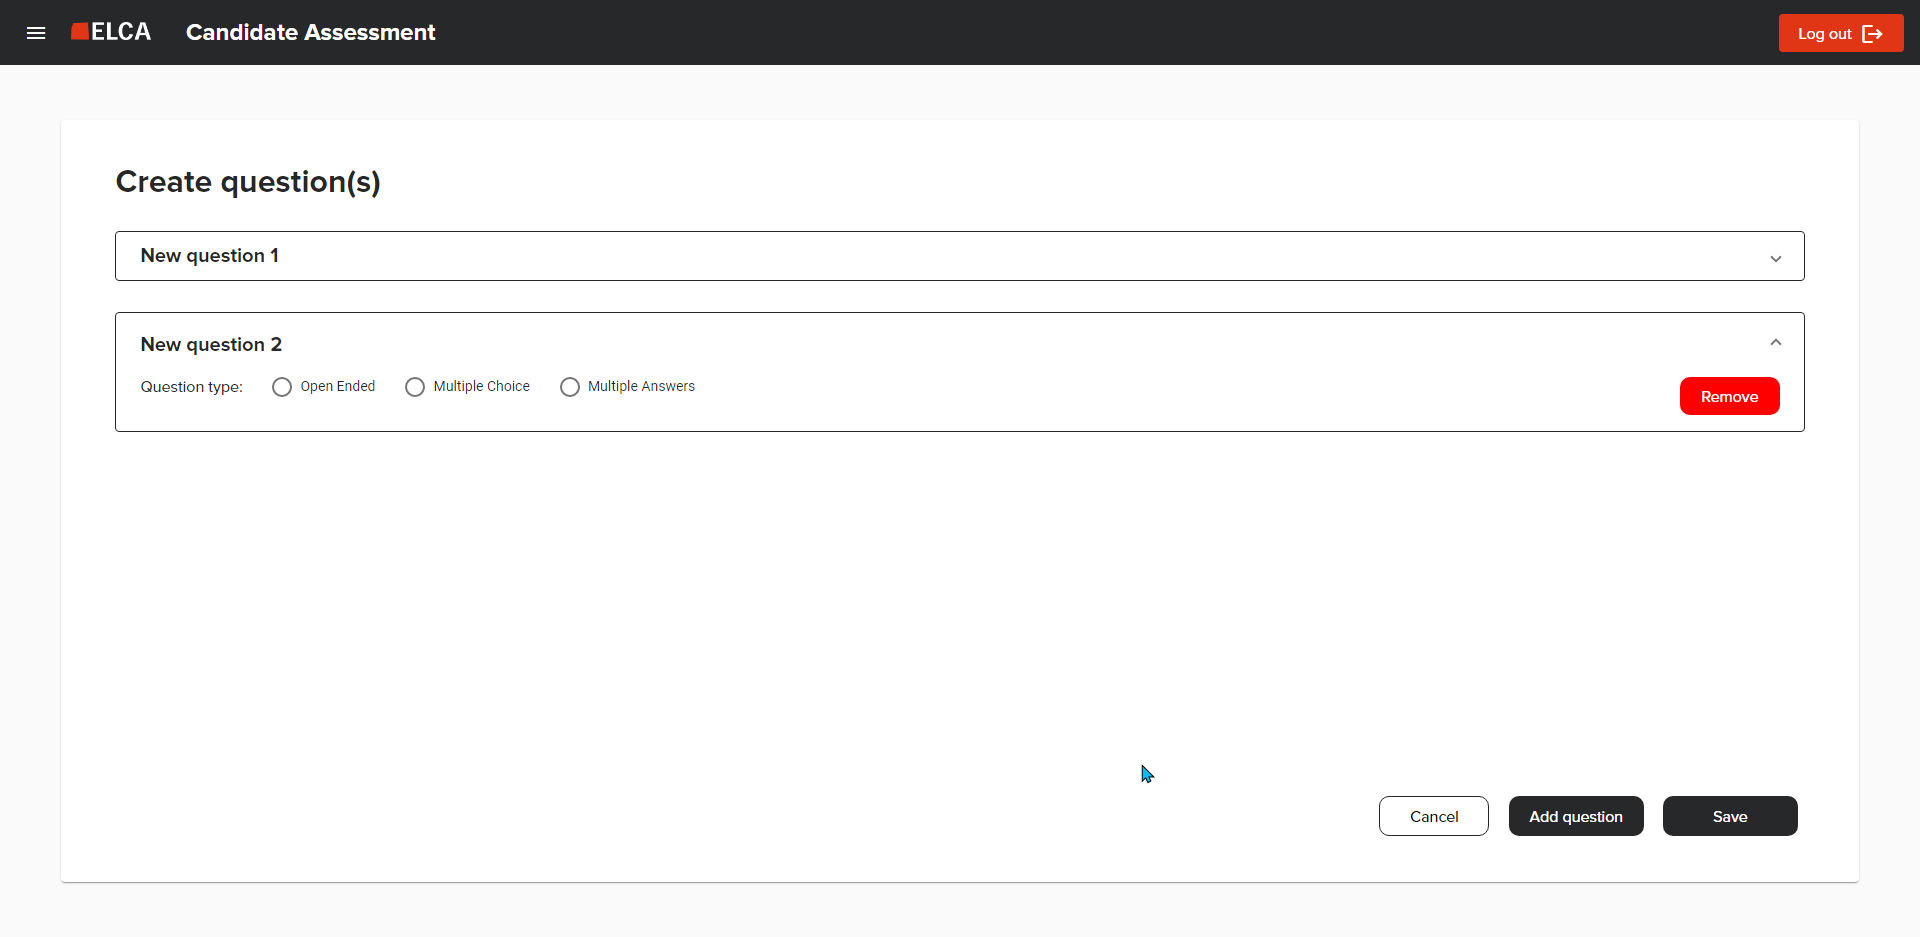 ELCA Candidate Assessment Log out
Create question(s)
New question 1
New question 2
Question type: Open Ended Multiple Choice Multiple Answers
Remove
Cancel Add question Save